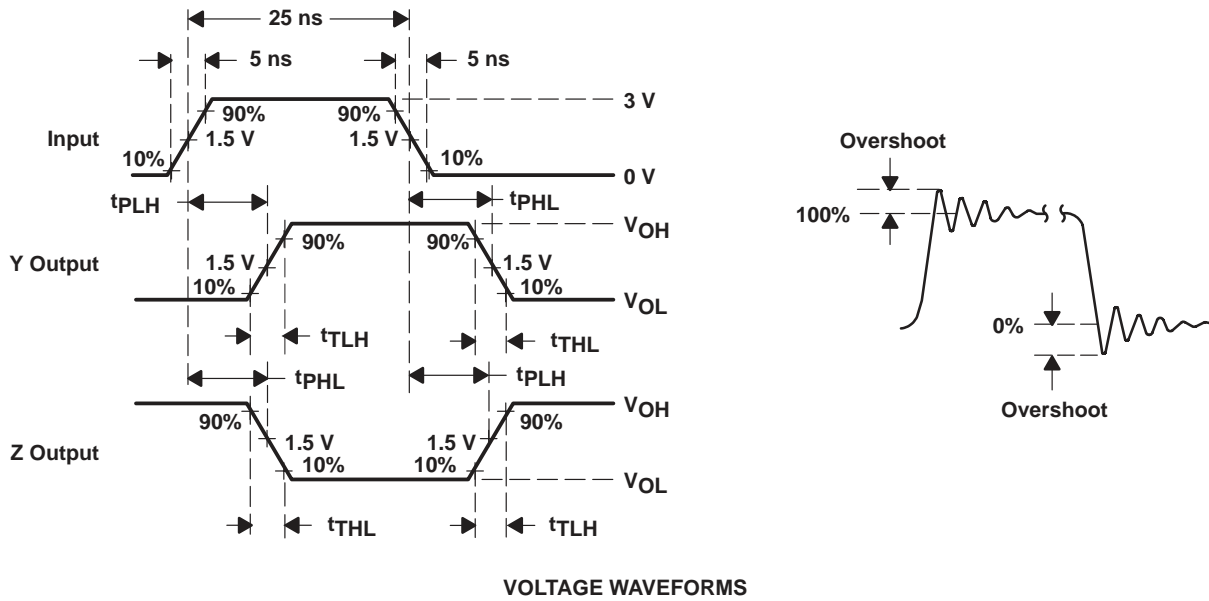 25 ns
5 ns
5 ns
3 V
90%
90%
Input
1.5 V
1.5 V
10%
10%
0 V
tPLH
tPHL
VOH
90%
90%
Y Output
1.5 V
1.5 V
10%
10%
VOL
tTLH
tTHL
tPHL
tPLH
VOH
90%
90%
Z Output
1.5 V
1.5 V
10%
10%
VOL
tTHL
tTLH
Overshoot
100%
0%
Overshoot
VOLTAGE WAVEFORMS